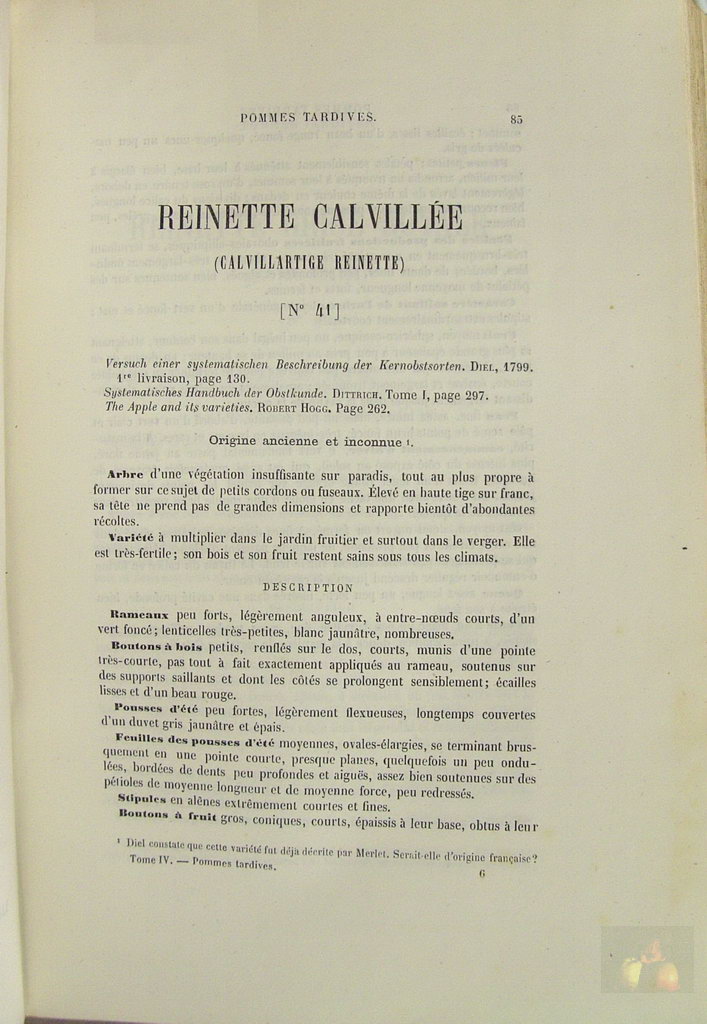 POMMES TARDIVES. 85
REINETTE CALVILLÉE
(CALVILLARTIGE REINETTE)
[N° 41]
Versuch einer systematischen Beschreibung der Kernobstsorten. DIEL, 1799.
1re livraison, page 130.
Systematisches Handbuch der Obstkunde. DITTRICH. Tome I, page 297.
The Apple and its varieties. ROBERT HOGG. Page 262.
Origine ancienne et inconnue 1.
Arbre d'une végétation insuffisante sur paradis, tout au plus propre à
former sur ce sujet de petits cordons ou fuseaux. Élevé en haute tige sur franc,
sa tête ne prend pas de grandes dimensions et rapporte bientôt d'abondantes
récoltes.
Variété à multiplier dans le jardin fruitier et surtout dans le verger. Elle
est très-fertile; son bois et son fruit restent sains sous tous les climats.
DESCRIPTION
Rameaux peu forts, légèrement anguleux, à entre-nœuds courts, d'un
vert foncé; lenticelles très-petites, blanc jaunâtre, nombreuses.
Boutons à bois petits, renflés sur le dos, courts, munis d'une pointe
très-courte, pas tout à fait exactement appliqués au rameau, soutenus sur
des supports saillants et dont les côtés se prolongent sensiblement; écailles
lisses et d'un beau rouge.
Pousses d'été peu fortes, légèrement flexueuses, longtemps couvertes
d'un duvet gris jaunâtre et épais.
Feuilles des pousses d'été moyennes, ovales-élargies, se terminant brus-
quement en une pointe courte, presque planes, quelquefois un peu ondu-
lées, bordées de dents peu profondes et aiguës, assez bien soutenues sur des
pétioles de moyenne longueur et de moyenne force, peu redressés.
Stipules en alênes extrêmement courtes et fines.
Boutons à fruit gros, coniques, courts, épaissis à leur base, obtus à leur
1 Diel constate que cette variété fut déja décrite par Merlet. Serait-elle d'origine française?
Tome IV. — Pommes tardives. 6